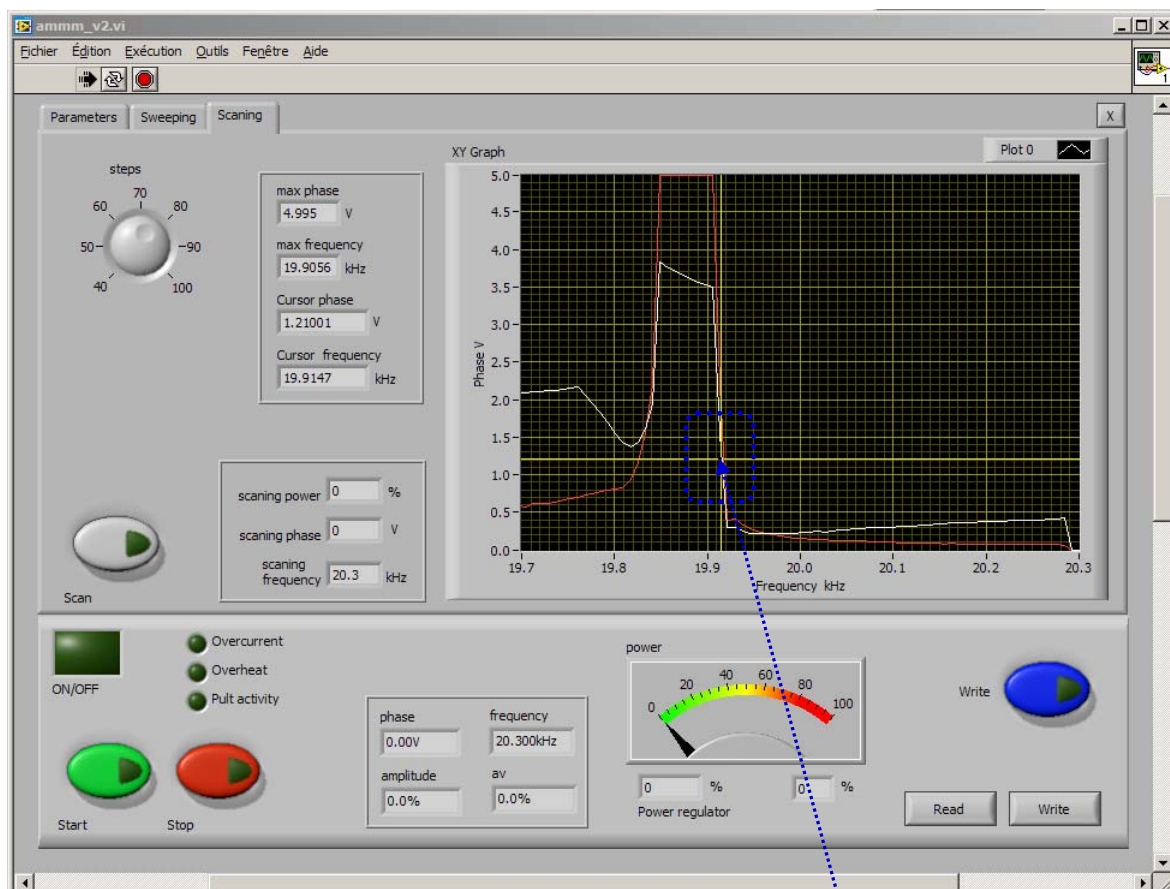 ammm_v2.vi
Fichier Édition Exécution Outils Fenêtre Aide
1
Parameters Sweeping Scaning X
steps
40 50 60 70 80 90 100
max phase
4.995 V
max frequency
19.9056 kHz
Cursor phase
1.21001 V
Cursor frequency
19.9147 kHz
scaning power 0 %
scaning phase 0 V
scaning
frequency 20.3 kHz
Scan
XY Graph
Plot 0
Phase V
5.0
4.5
4.0
3.5
3.0
2.5
2.0
1.5
1.0
0.5
0.0
19.7 19.8 19.9 20.0 20.1 20.2 20.3
Frequency kHz
ON/OFF
Overcurrent
Overheat
Pult activity
Start Stop
phase frequency
0.00V 20.300kHz
amplitude av
0.0% 0.0%
power
0 20 40 60 80 100
0 % 0 %
Power regulator
Write
Read Write